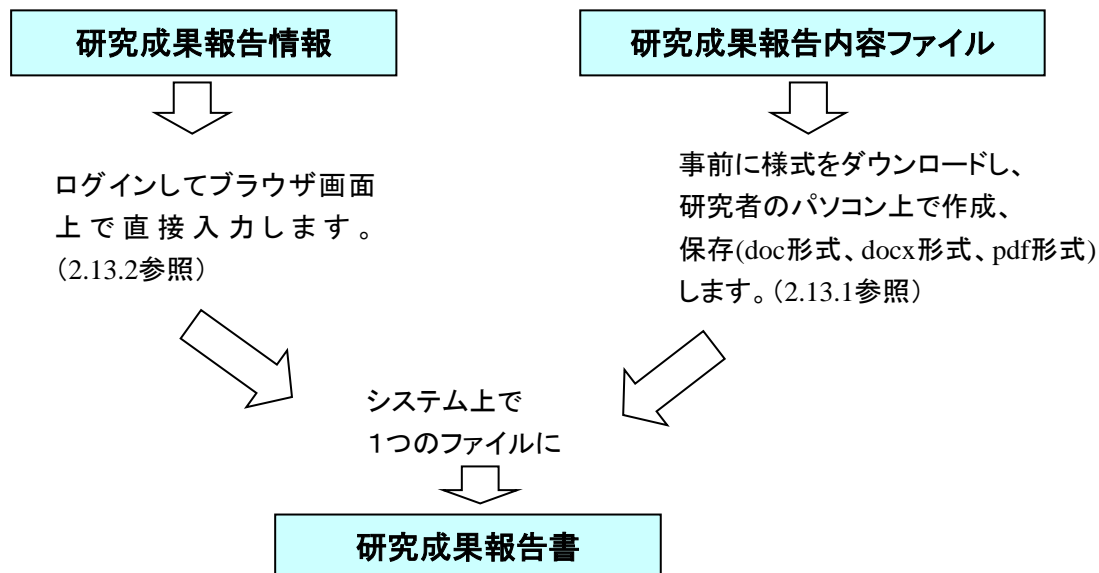 研究成果報告情報
研究成果報告内容ファイル
ログインしてブラウザ画面
上で直接入力します。
（2.13.2参照）
事前に様式をダウンロードし、
研究者のパソコン上で作成、
保存(doc形式、docx形式、pdf形式)
します。（2.13.1参照）
システム上で
１つのファイルに
研究成果報告書